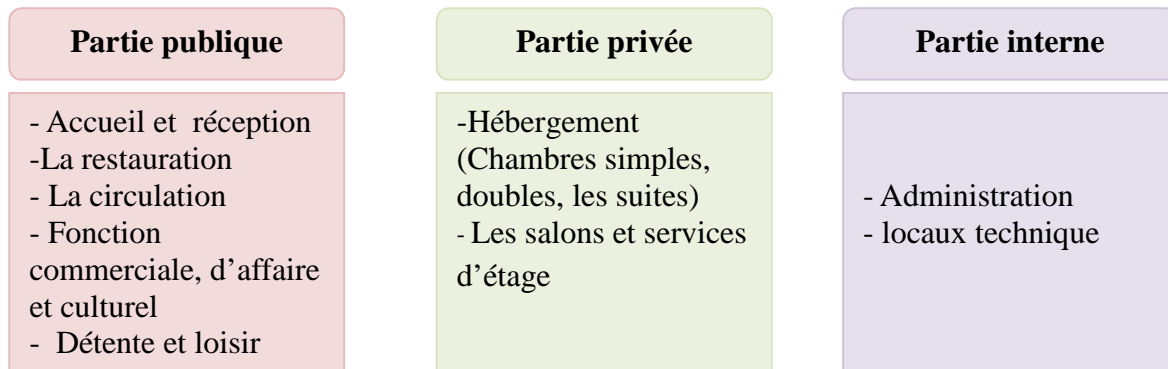 Partie publique
- Accueil et  réception
-La restauration
- La circulation
- Fonction
commerciale, d’affaire
et culturel
-  Détente et loisir
Partie privée
-Hébergement
(Chambres simples,
doubles, les suites)
- Les salons et services
d’étage
Partie interne
- Administration
- locaux technique